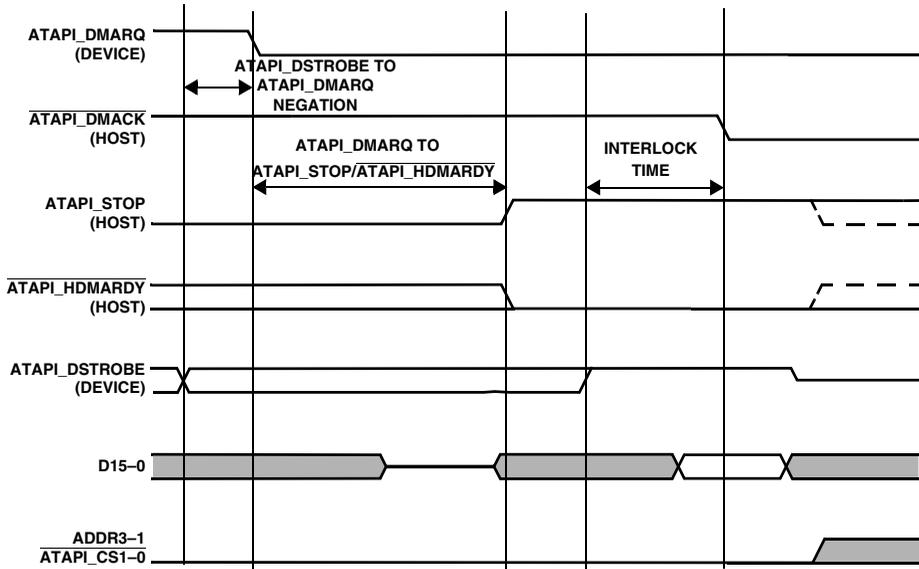 ATAPI_DMARQ
(DEVICE)
ATAPI_DSTROBE TO
ATAPI_DMARQ
NEGATION
ATAPI_DMACK
(HOST)
ATAPI_DMARQ TO
ATAPI_STOP/ATAPI_HDMARDY
INTERLOCK
TIME
ATAPI_STOP
(HOST)
ATAPI_HDMARDY
(HOST)
ATAPI_DSTROBE
(DEVICE)
D15–0
ADDR3–1
ATAPI_CS1–0